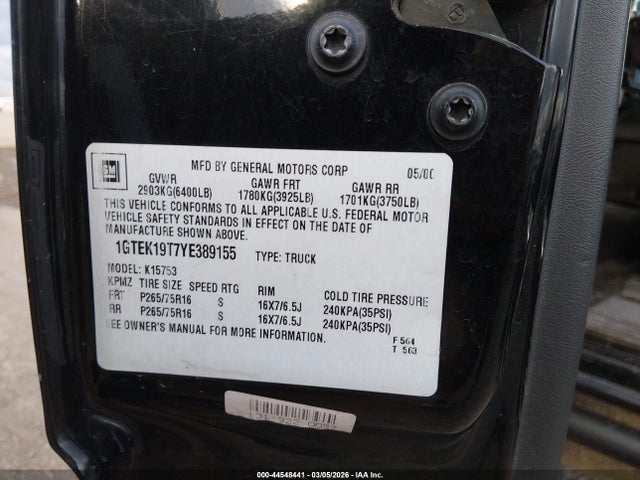 GM
MFD BY GENERAL MOTORS CORP 05/00
GVWR GAWR FRT GAWR RR
2903KG(6400LB) 1780KG(3925LB) 1701KG(3750LB)
THIS VEHICLE CONFORMS TO ALL APPLICABLE U.S. FEDERAL MOTOR
VEHICLE SAFETY STANDARDS IN EFFECT ON THE DATE OF
MANUFACTURE SHOWN ABOVE.
1GTEK19T7YE389155 TYPE: TRUCK
MODEL: K15753
KPMZ TIRE SIZE SPEED RTG RIM COLD TIRE PRESSURE
FRT P265/75R16 S 16X7/6.5J 240KPA(35PSI)
RR P265/75R16 S 16X7/6.5J 240KPA(35PSI)
SEE OWNER'S MANUAL FOR MORE INFORMATION.
F 564
T 563
131 922 0097
000-44548441 - 03/05/2026 - IAA Inc.